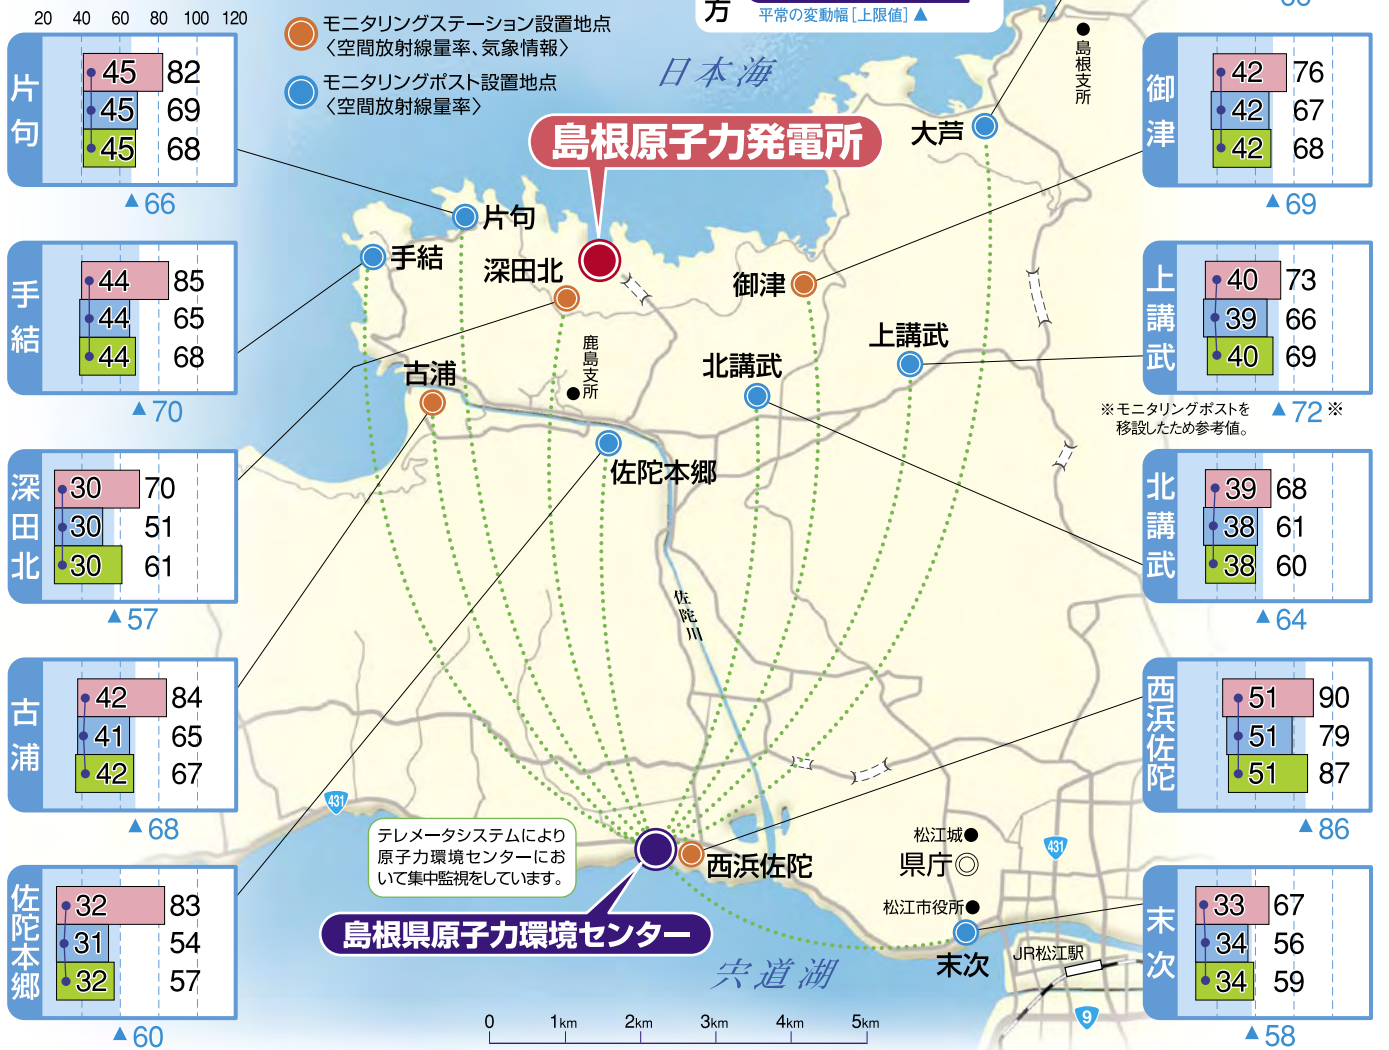 20 40 60 80 100 120
モニタリングステーション設置地点
〈空間放射線量率、気象情報〉
モニタリングポスト設置地点
〈空間放射線量率〉
方
平常の変動幅［上限値］▲
日本海
島根原子力発電所
島根支所
大芦
片句
手結
深田北
御津
鹿島支所
古浦
北講武
上講武
佐陀本郷
佐陀川
431
431
9
テレメータシステムにより
原子力環境センターにお
いて集中監視をしています。
西浜佐陀
島根県原子力環境センター
松江城●
県庁◎
松江市役所●
末次
JR松江駅
宍道湖
0 1km 2km 3km 4km 5km
片句
45 82
45 69
45 68
▲66
手結
44 85
44 65
44 68
▲70
深田北
30 70
30 51
30 61
▲57
古浦
42 84
41 65
42 67
▲68
佐陀本郷
32 83
31 54
32 57
▲60
御津
42 76
42 67
42 68
▲69
上講武
40 73
39 66
40 69
▲72※
※モニタリングポストを
移設したため参考値。
北講武
39 68
38 61
38 60
▲64
西浜佐陀
51 90
51 79
51 87
▲86
末次
33 67
34 56
34 59
▲58